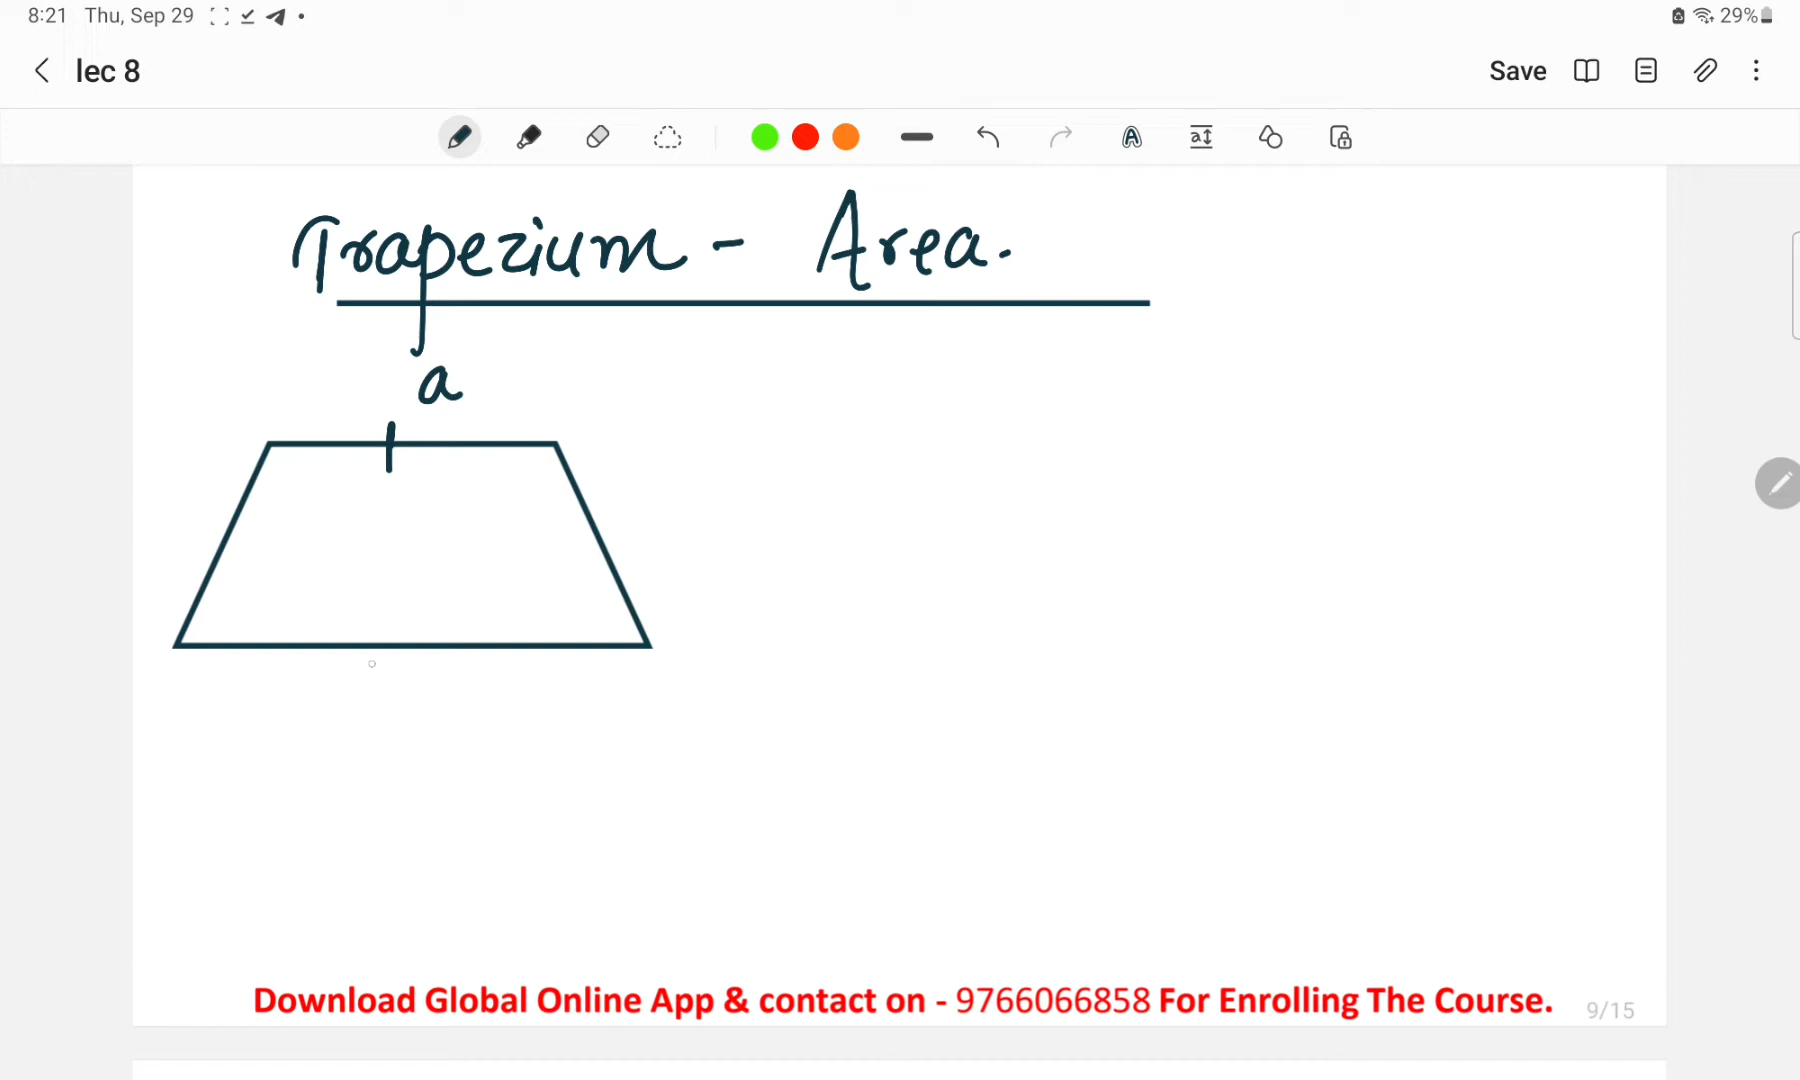 8:21 Thu, Sep 29
29%
lec 8
Save
Trapezium - Area.
a
Download Global Online App & contact on - 9766066858 For Enrolling The Course.
9/15